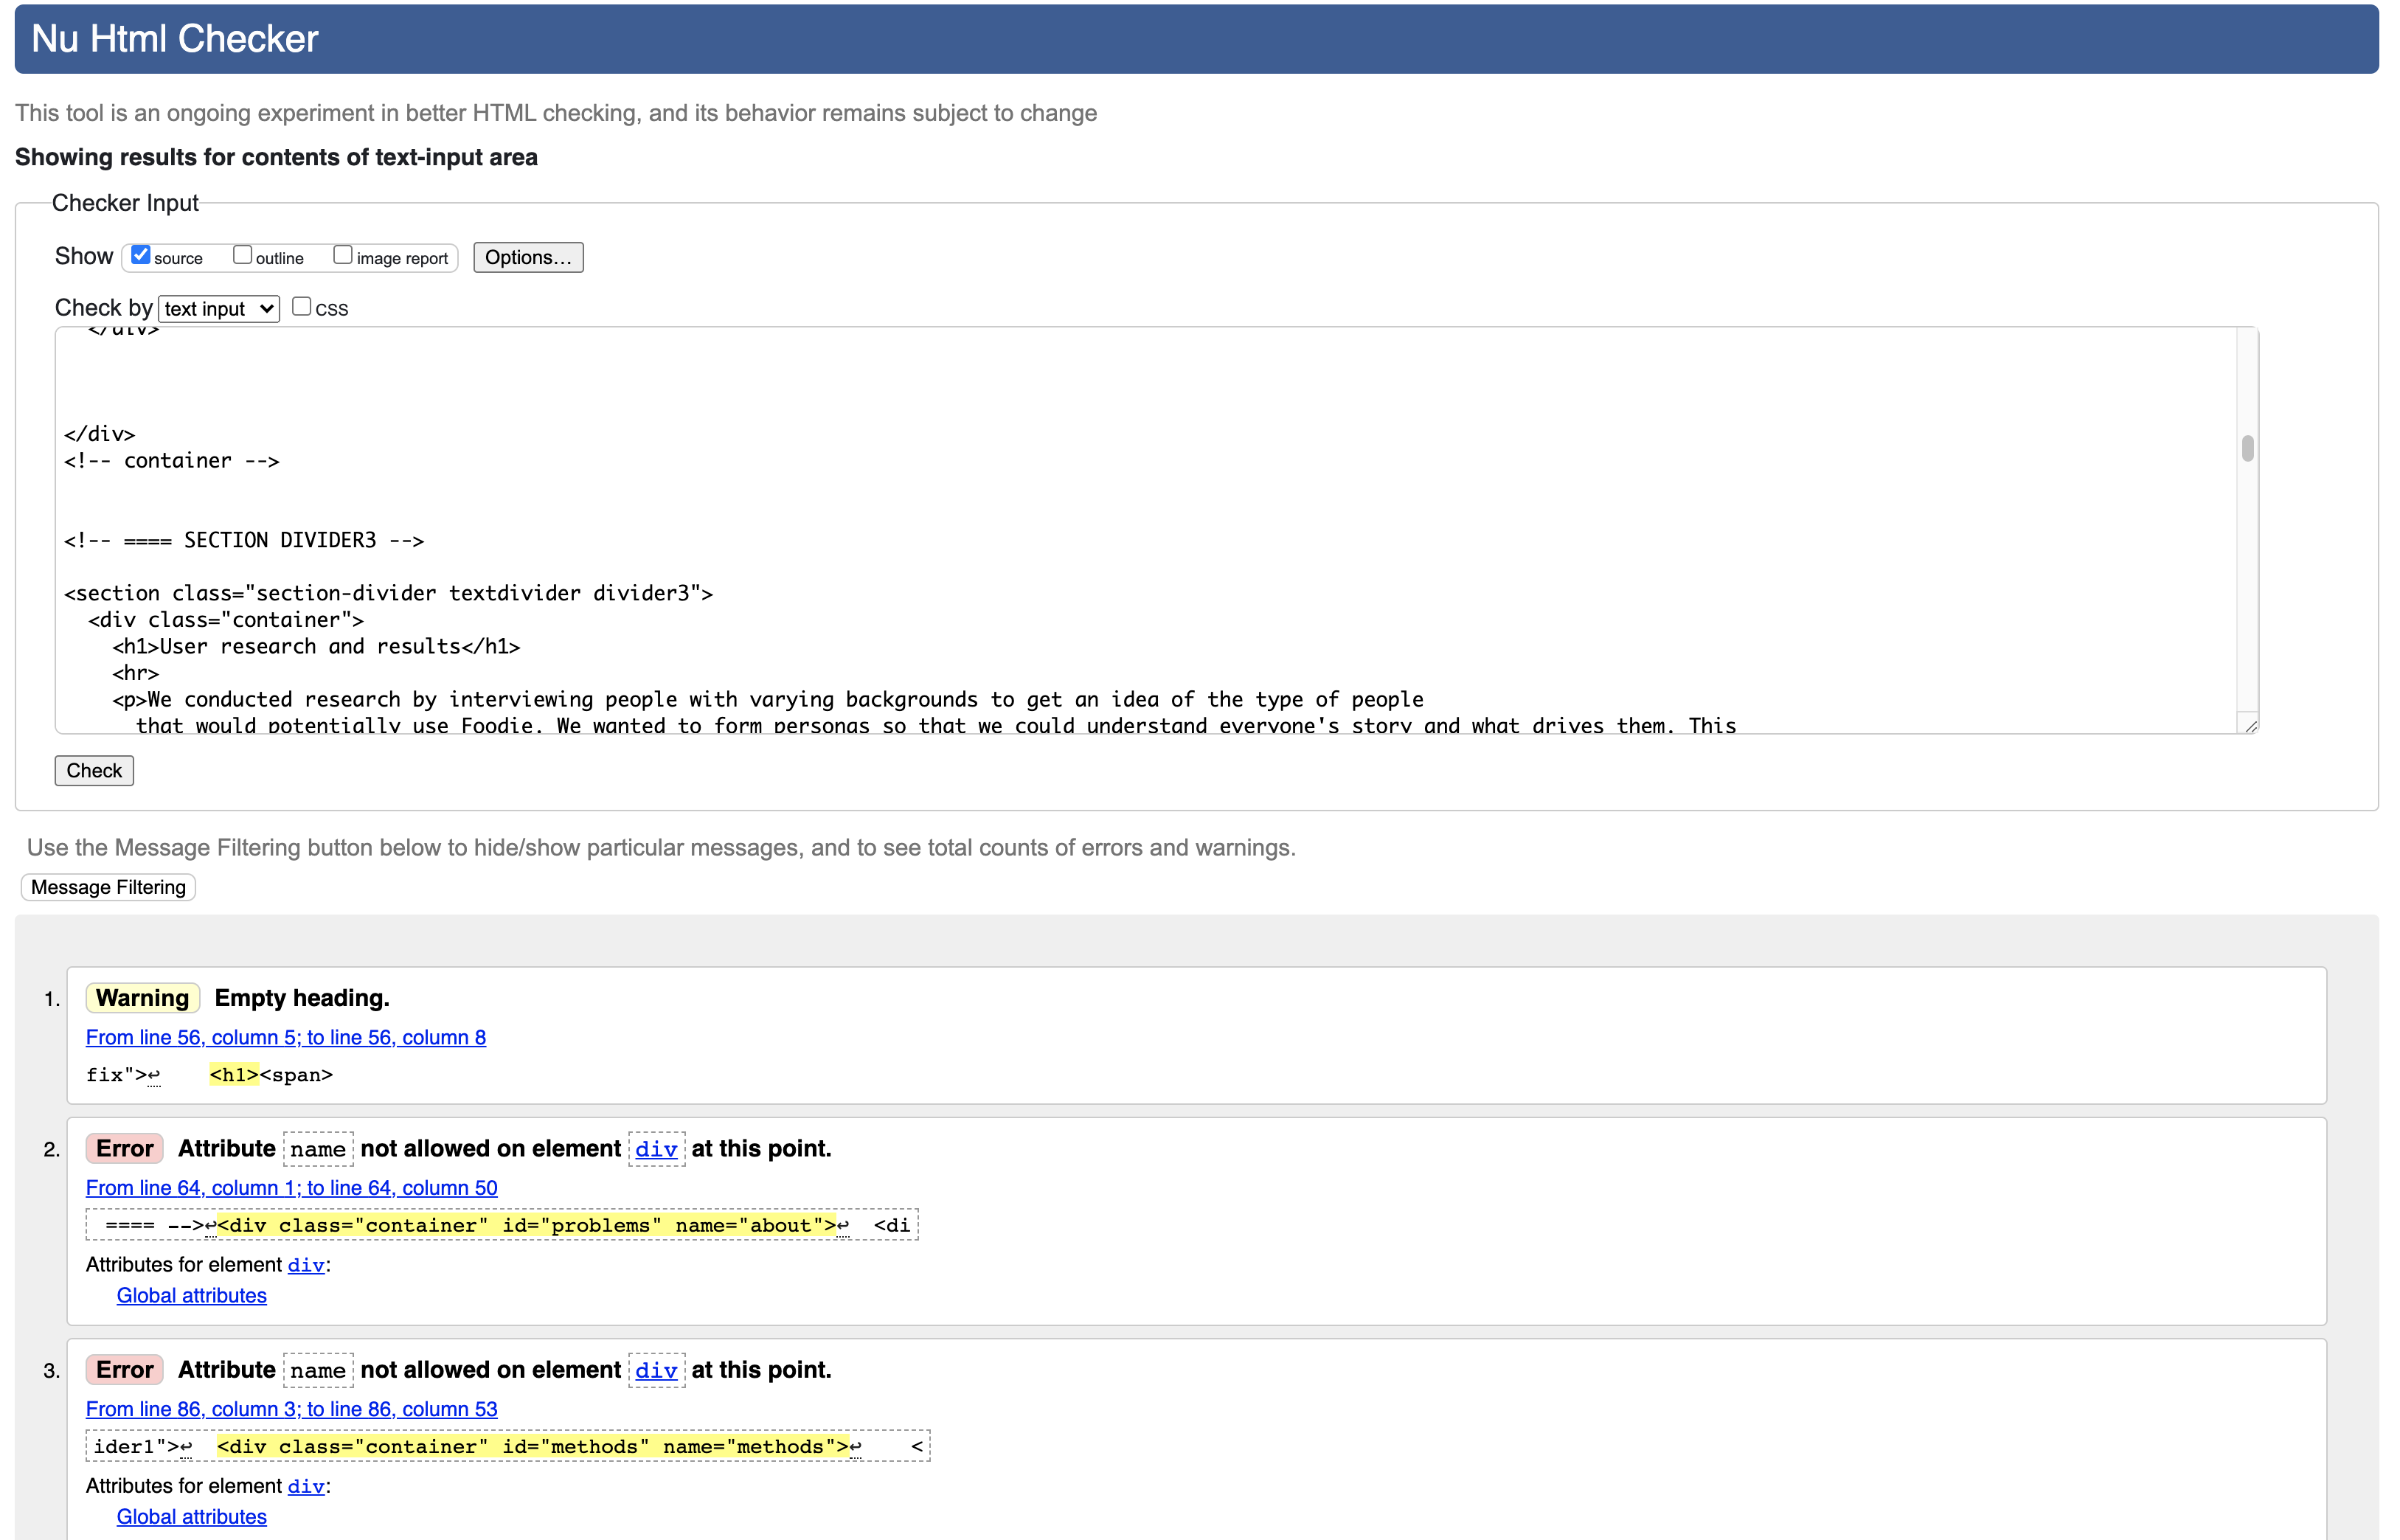 Nu Html Checker
This tool is an ongoing experiment in better HTML checking, and its behavior remains subject to change
Showing results for contents of text-input area
Checker Input
Show source outline image report Options...
Check by text input CSS
</div>
</div>
<!-- container -->
<!-- ==== SECTION DIVIDER3 -->
<section class="section-divider textdivider divider3">
<div class="container">
<h1>User research and results</h1>
<hr>
<p>We conducted research by interviewing people with varying backgrounds to get an idea of the type of people
that would potentially use Foodie. We wanted to form personas so that we could understand everyone's story and what drives them. This
Check
Use the Message Filtering button below to hide/show particular messages, and to see total counts of errors and warnings.
Message Filtering
1. Warning Empty heading.
From line 56, column 5; to line 56, column 8
fix">↩ <h1><span>
2. Error Attribute name not allowed on element div at this point.
From line 64, column 1; to line 64, column 50
==== -->↩<div class="container" id="problems" name="about">↩ <di
Attributes for element div:
Global attributes
3. Error Attribute name not allowed on element div at this point.
From line 86, column 3; to line 86, column 53
ider1">↩ <div class="container" id="methods" name="methods">↩ <
Attributes for element div:
Global attributes